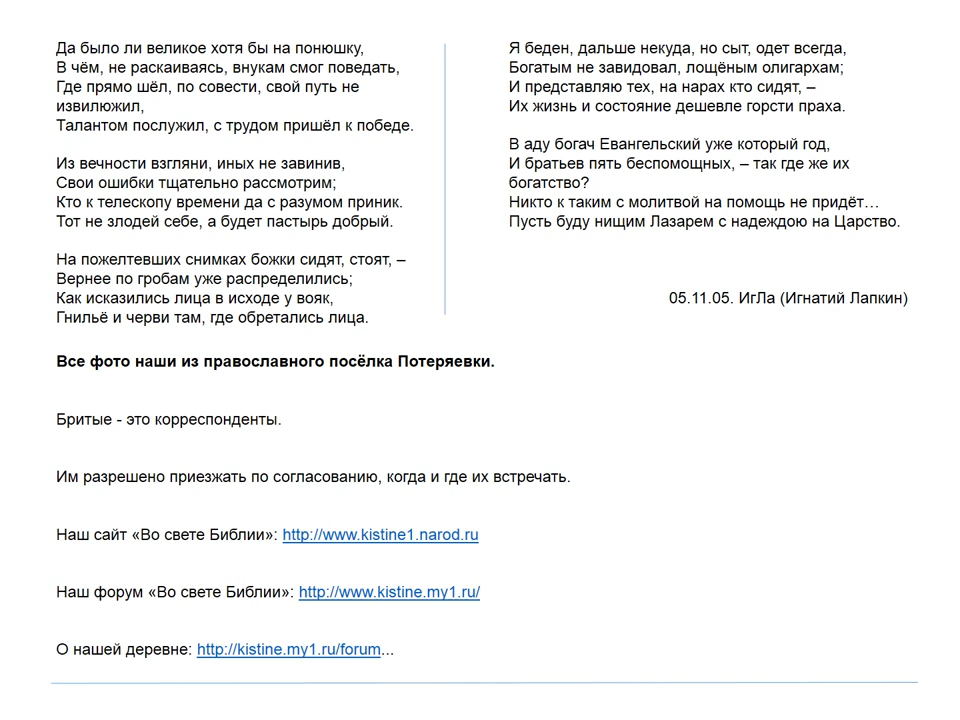 Да было ли великое хотя бы на понюшку,
В чём, не раскаиваясь, внукам смог поведать,
Где прямо шёл, по совести, свой путь не
извилюжил,
Талантом послужил, с трудом пришёл к победе.
Из вечности взгляни, иных не завинив,
Свои ошибки тщательно рассмотрим;
Кто к телескопу времени да с разумом приник.
Тот не злодей себе, а будет пастырь добрый.
На пожелтевших снимках божки сидят, стоят, –
Вернее по гробам уже распределились;
Как исказились лица в исходе у вояк,
Гнильё и черви там, где обретались лица.
Я беден, дальше некуда, но сыт, одет всегда,
Богатым не завидовал, лощёным олигархам;
И представляю тех, на нарах кто сидят, –
Их жизнь и состояние дешевле горсти праха.
В аду богач Евангельский уже который год,
И братьев пять беспомощных, – так где же их
богатство?
Никто к таким с молитвой на помощь не придёт…
Пусть буду нищим Лазарем с надеждою на Царство.
05.11.05. ИгЛа (Игнатий Лапкин)
Все фото наши из православного посёлка Потеряевки.
Бритые - это корреспонденты.
Им разрешено приезжать по согласованию, когда и где их встречать.
Наш сайт «Во свете Библии»: http://www.kistine1.narod.ru
Наш форум «Во свете Библии»: http://www.kistine.my1.ru/
О нашей деревне: http://kistine.my1.ru/forum...